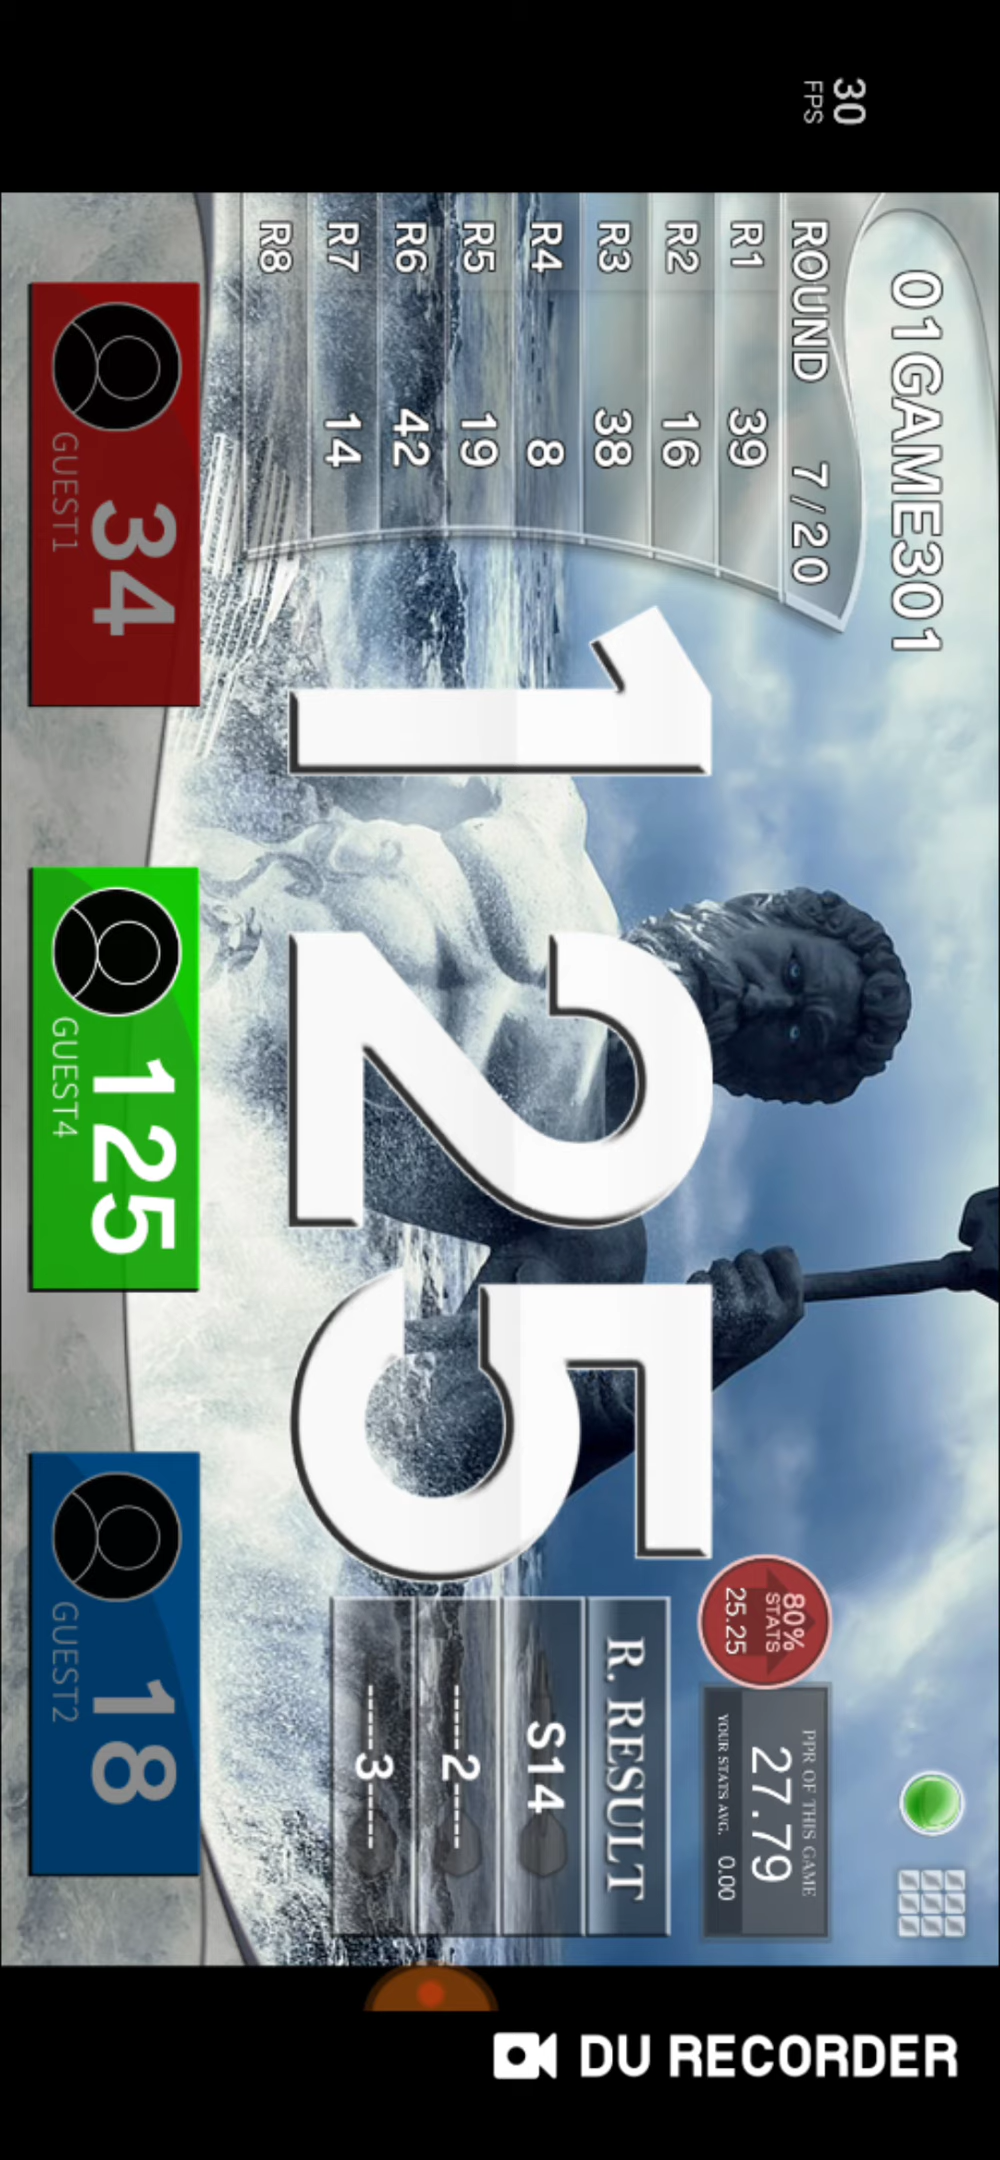 30
FPS
01GAME301
ROUND 7/20
R1 39
R2 16
R3 38
R4 8
R5 19
R6 42
R7 14
R8
125
80%
STATS
25.25
PPR OF THIS GAME
27.79
YOUR STATS AVG. 0.00
R. RESULT
S14
------2------
------3------
34
GUEST1
125
GUEST4
18
GUEST2
DU RECORDER